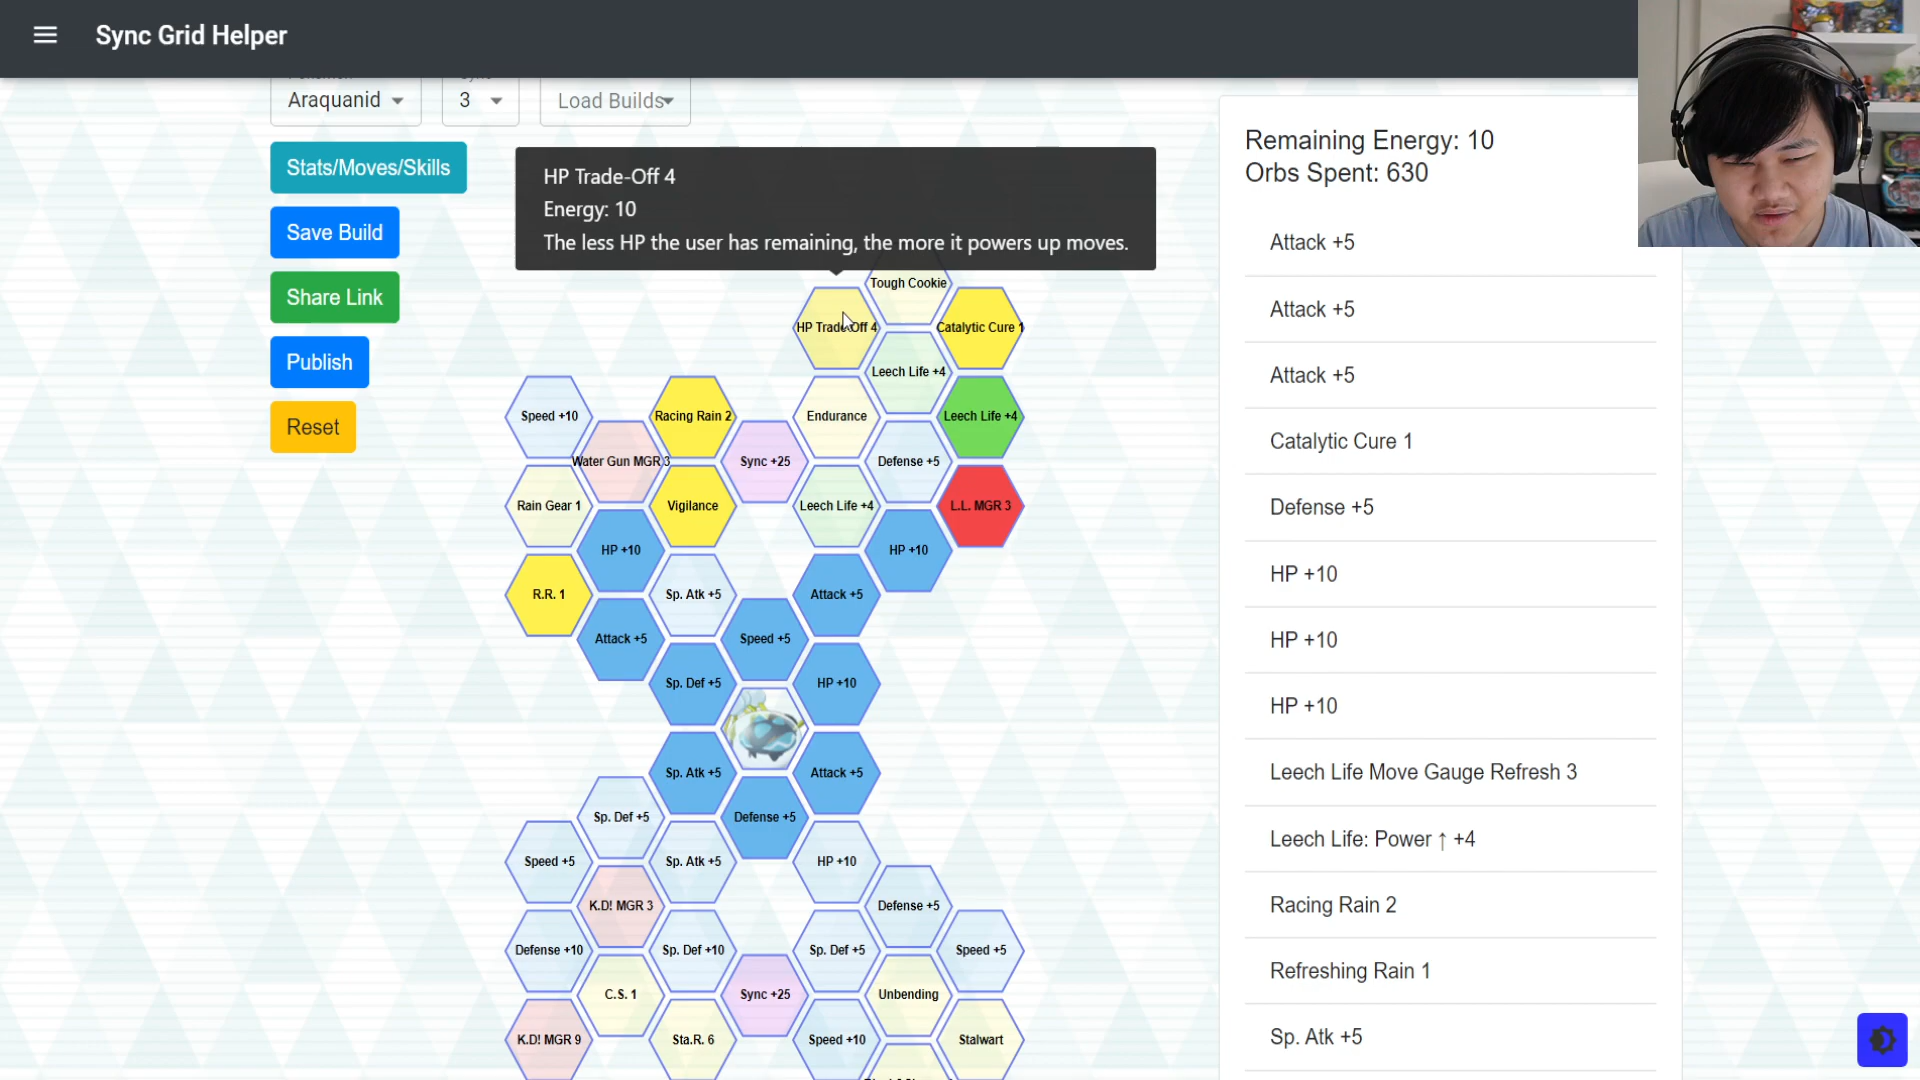 Sync Grid Helper
Araquanid
3
Load Builds
Stats/Moves/Skills
Save Build
Share Link
Publish
Reset
HP Trade-Off 4
Energy: 10
The less HP the user has remaining, the more it powers up moves.
Tough Cookie
HP Trade-Off 4
Catalytic Cure 1
Leech Life +4
Speed +10
Racing Rain 2
Endurance
Leech Life +4
Water Gun MGR 3
Sync +25
Defense +5
Rain Gear 1
Vigilance
Leech Life +4
L.L. MGR 3
HP +10
HP +10
R.R. 1
Sp. Atk +5
Attack +5
Attack +5
Speed +5
Sp. Def +5
HP +10
Sp. Atk +5
Attack +5
Sp. Def +5
Defense +5
Speed +5
Sp. Atk +5
HP +10
K.D! MGR 3
Defense +5
Defense +10
Sp. Def +10
Sp. Def +5
Speed +5
C.S. 1
Sync +25
Unbending
K.D! MGR 9
Sta.R. 6
Speed +10
Stalwart
Remaining Energy: 10
Orbs Spent: 630
Attack +5
Attack +5
Attack +5
Catalytic Cure 1
Defense +5
HP +10
HP +10
HP +10
Leech Life Move Gauge Refresh 3
Leech Life: Power ↑ +4
Racing Rain 2
Refreshing Rain 1
Sp. Atk +5